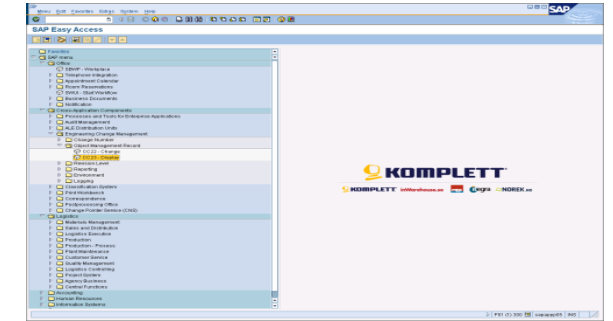 Menu Edit Favorites Extras System Help
SAP
SAP Easy Access
Favorites
SAP menu
Office
SBWP - Workplace
Telephone Integration
Appointment Calendar
Room Reservations
SWUI - Start Workflow
Business Documents
Notification
Cross-Application Components
Processes and Tools for Enterprise Applications
Audit Management
ALE Distribution Units
Engineering Change Management
Change Number
Object Management Record
CC22 - Change
CC23 - Display
Revision Level
Reporting
Environment
Logging
Classification System
Print Workbench
Correspondence
Postprocessing Office
Change Pointer Service (CNS)
Logistics
Materials Management
Sales and Distribution
Logistics Execution
Production
Production - Process
Plant Maintenance
Customer Service
Quality Management
Logistics Controlling
Project System
Agency Business
Central Functions
Accounting
Human Resources
Information Systems
KOMPLETT
KOMPLETT inWarehouse.se Cegra NOREK.no
INS